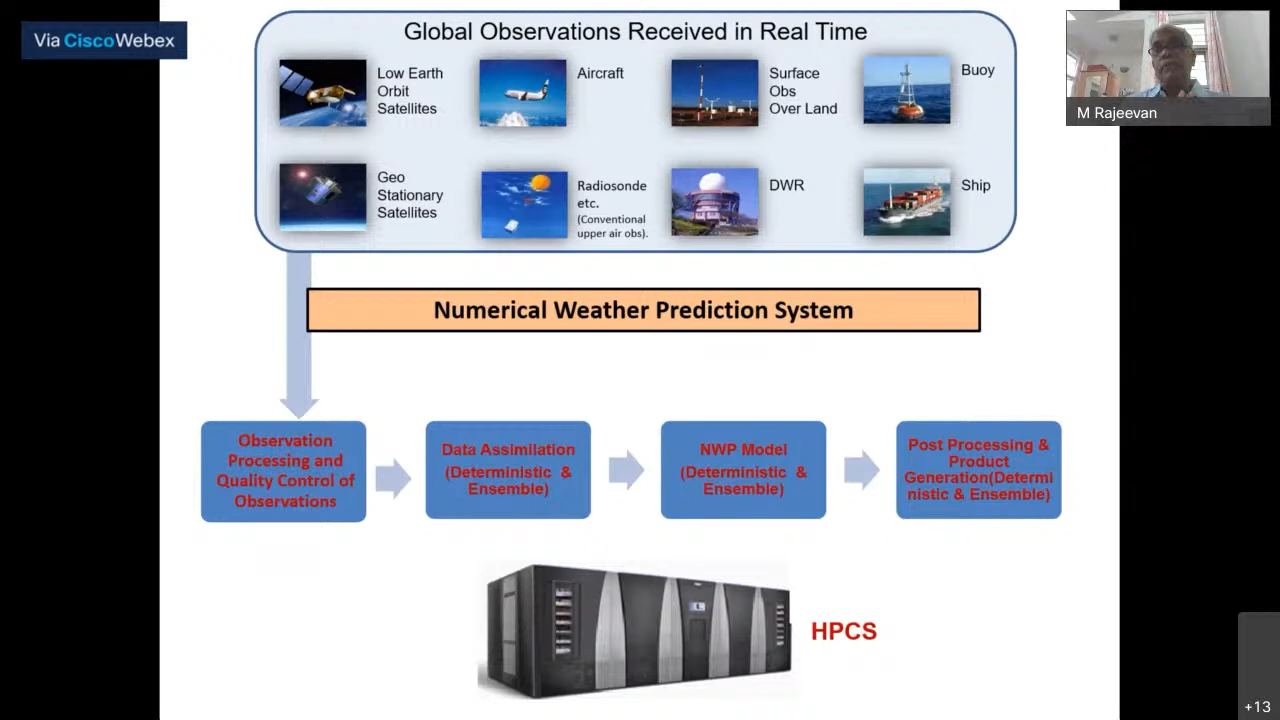 Via CiscoWebex
Global Observations Received in Real Time
Low Earth
Orbit
Satellites
Aircraft
Surface
Obs
Over Land
Buoy
Geo
Stationary
Satellites
Radiosonde
etc.
(Conventional
upper air obs).
DWR
Ship
M Rajeevan
Numerical Weather Prediction System
Observation
Processing and
Quality Control of
Observations
Data Assimilation
(Deterministic &
Ensemble)
NWP Model
(Deterministic &
Ensemble)
Post Processing &
Product
Generation(Determi
nistic & Ensemble)
HPCS
+13